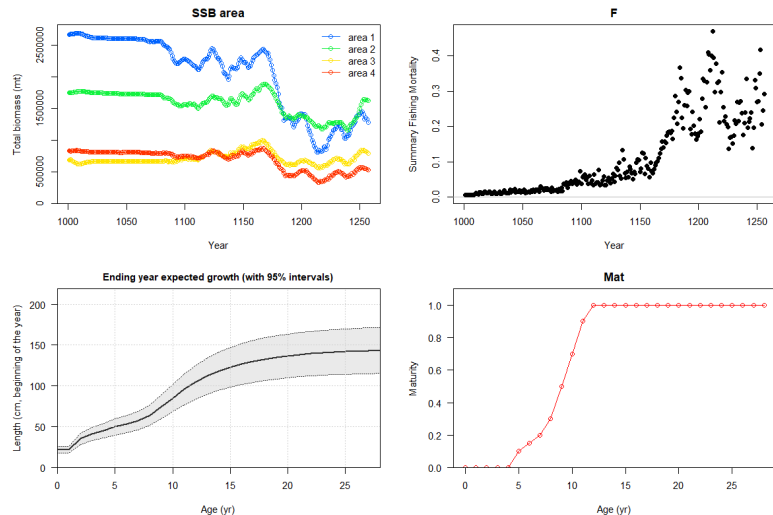 SSB area
Total biomass (mt)
0
500000
1500000
2500000
area 1
area 2
area 3
area 4
1000
1050
1100
1150
1200
1250
Year
F
Summary Fishing Mortality
0.0
0.1
0.2
0.3
0.4
1000
1050
1100
1150
1200
1250
Year
Ending year expected growth (with 95% intervals)
Length (cm, beginning of the year)
0
50
100
150
200
0
5
10
15
20
25
Age (yr)
Mat
Maturity
0.0
0.2
0.4
0.6
0.8
1.0
0
5
10
15
20
25
Age (yr)